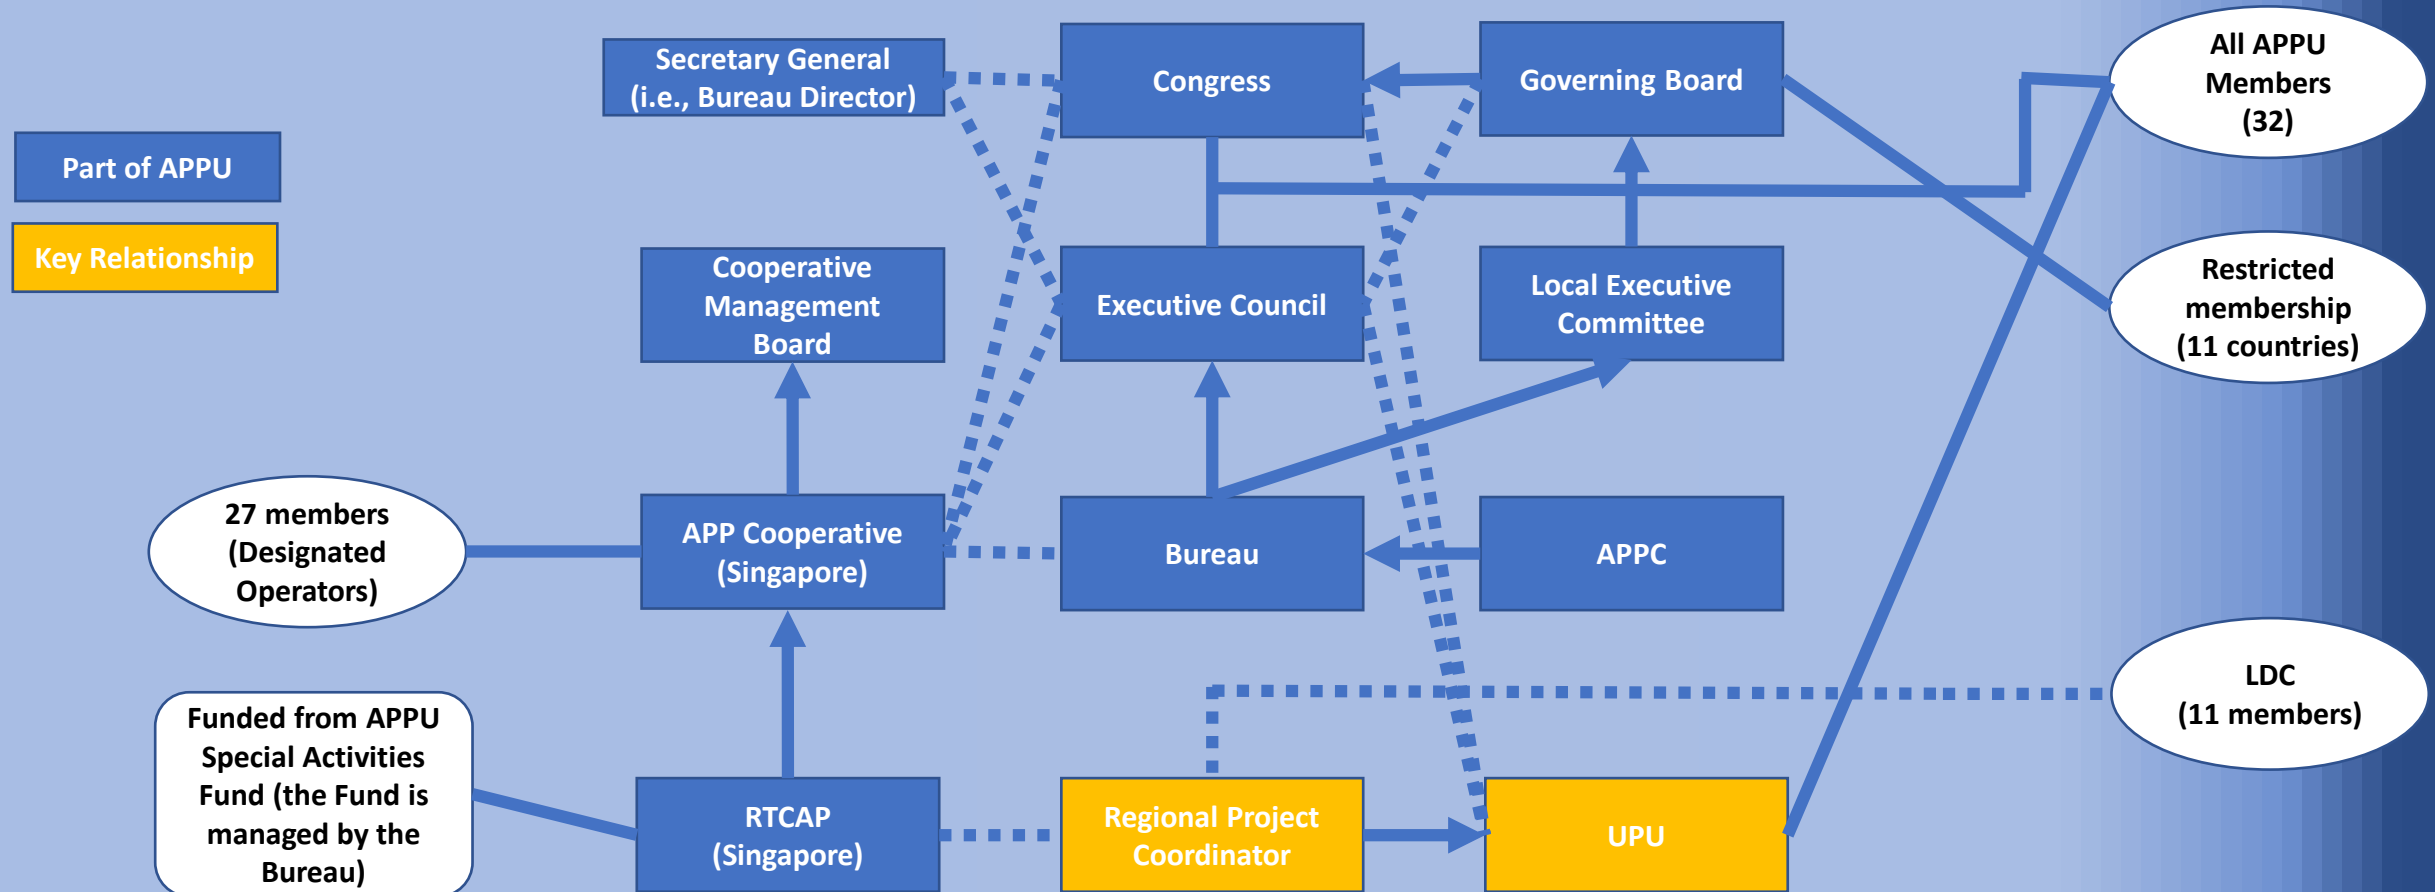 Secretary General
(i.e., Bureau Director)
Congress
Governing Board
All APPU
Members
(32)
Part of APPU
Key Relationship
Cooperative
Management
Board
Executive Council
Local Executive
Committee
Restricted
membership
(11 countries)
27 members
(Designated
Operators)
APP Cooperative
(Singapore)
Bureau
APPC
LDC
(11 members)
Funded from APPU
Special Activities
Fund (the Fund is
managed by the
Bureau)
RTCAP
(Singapore)
Regional Project
Coordinator
UPU